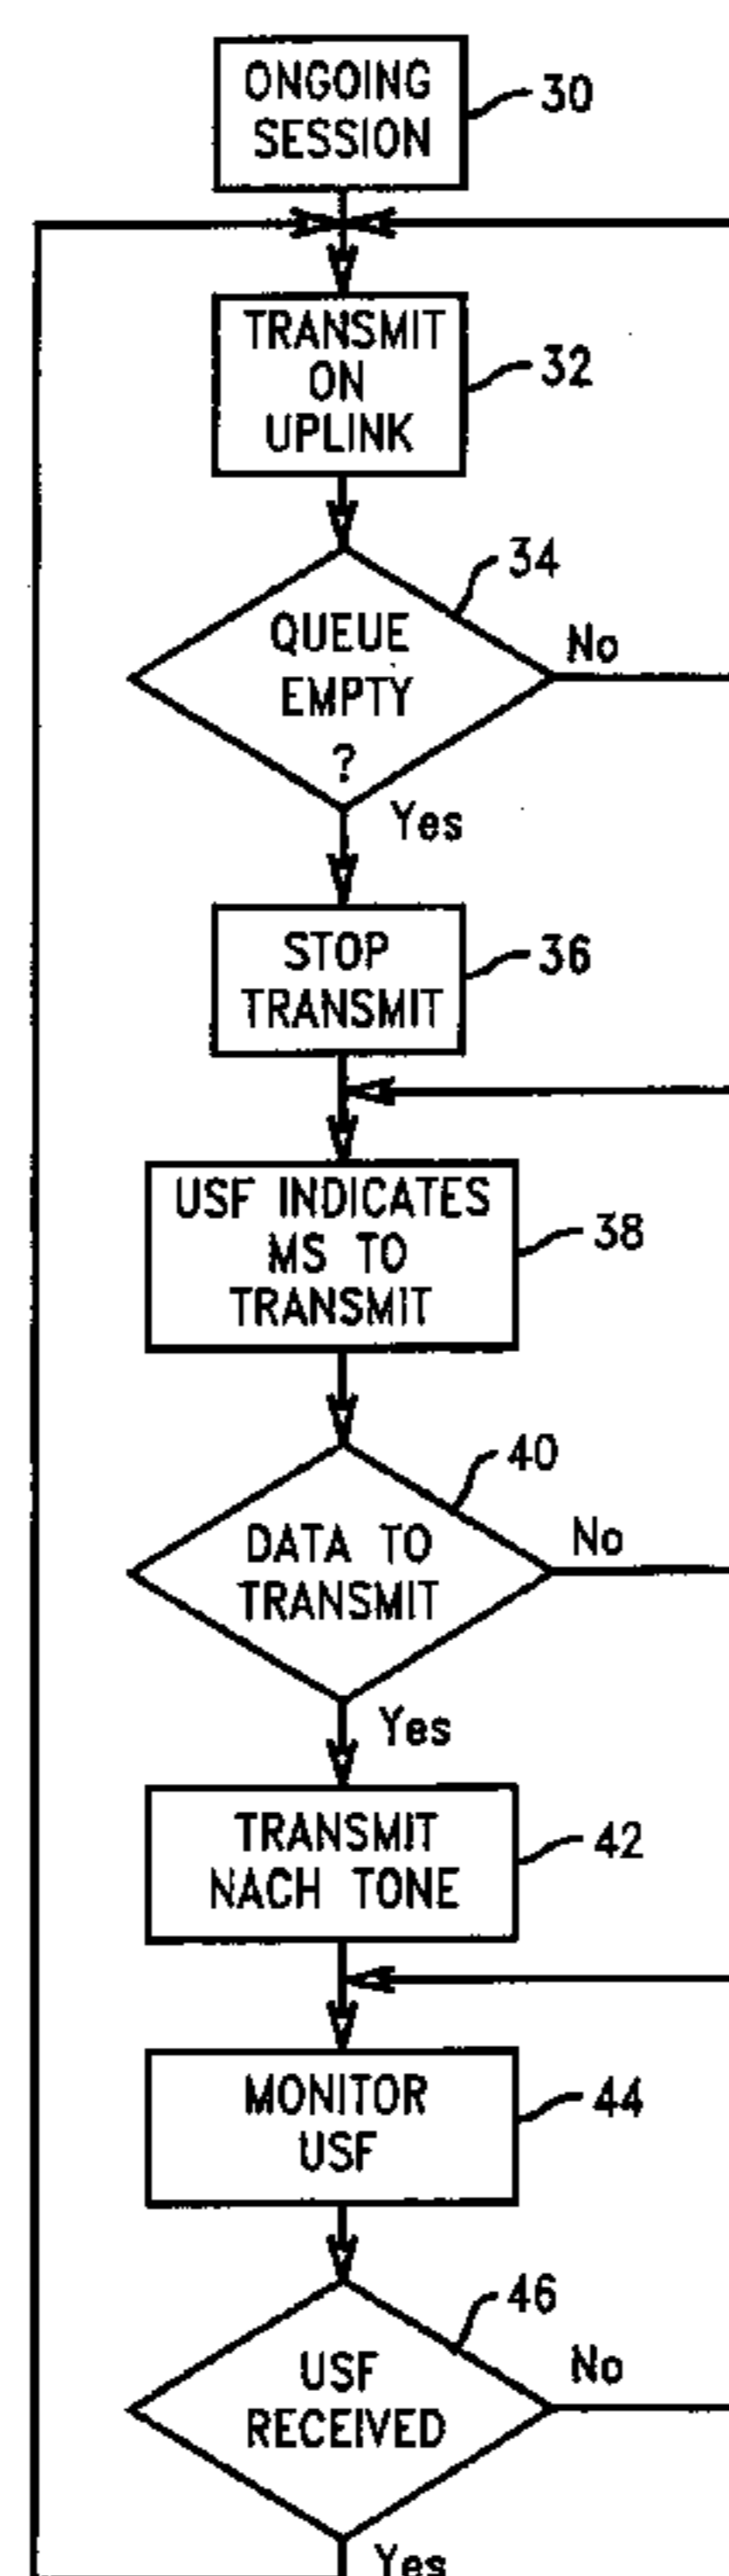 ONGOING
SESSION
30
TRANSMIT
ON
UPLINK
32
QUEUE
EMPTY
?
34
No
Yes
STOP
TRANSMIT
36
USF INDICATES
MS TO
TRANSMIT
38
DATA TO
TRANSMIT
40
No
Yes
TRANSMIT
NACH TONE
42
MONITOR
USF
44
USF
RECEIVED
46
No
Yes